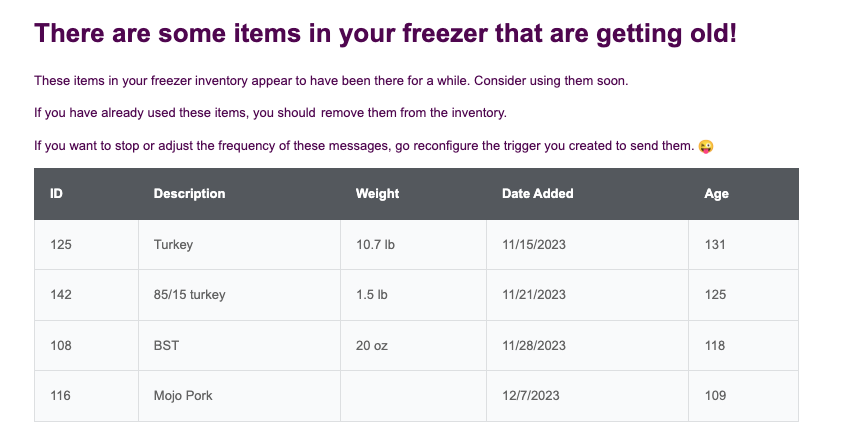 There are some items in your freezer that are getting old!
These items in your freezer inventory appear to have been there for a while. Consider using them soon.
If you have already used these items, you should remove them from the inventory.
If you want to stop or adjust the frequency of these messages, go reconfigure the trigger you created to send them. 😜
ID Description Weight Date Added Age
125 Turkey 10.7 lb 11/15/2023 131
142 85/15 turkey 1.5 lb 11/21/2023 125
108 BST 20 oz 11/28/2023 118
116 Mojo Pork 12/7/2023 109